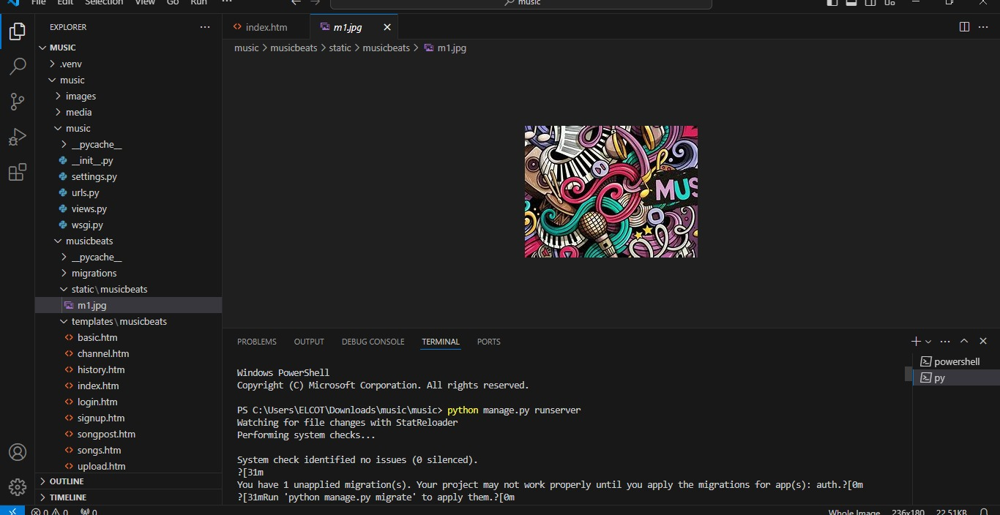 File Edit Selection View Go Run ··· music
EXPLORER ···
index.htm m1.jpg
MUSIC
music > musicbeats > static > musicbeats > m1.jpg
.venv
music
images
media
music
__pycache__
__init__.py
settings.py
urls.py
views.py
wsgi.py
musicbeats
__pycache__
migrations
static\musicbeats
m1.jpg
templates\musicbeats
basic.htm
channel.htm
history.htm
index.htm
login.htm
signup.htm
songpost.htm
songs.htm
upload.htm
OUTLINE
TIMELINE
MUS
PROBLEMS OUTPUT DEBUG CONSOLE TERMINAL PORTS
powershell
py
Windows PowerShell
Copyright (C) Microsoft Corporation. All rights reserved.
PS C:\Users\ELCOT\Downloads\music\music> python manage.py runserver
Watching for file changes with StatReloader
Performing system checks...
System check identified no issues (0 silenced).
?[31m
You have 1 unapplied migration(s). Your project may not work properly until you apply the migrations for app(s): auth.?[0m
?[31mRun 'python manage.py migrate' to apply them.?[0m
0 0 0 Whole Image 236x180 22.51KB